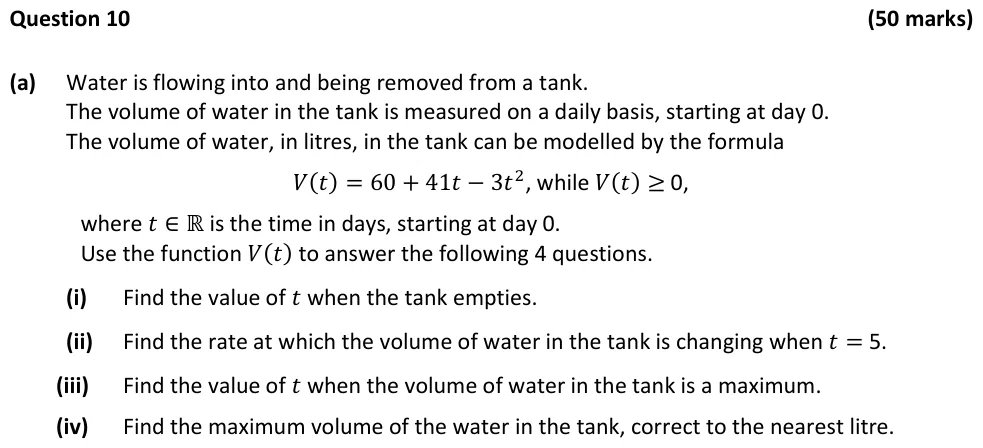 Question 10 (50 marks)
(a) Water is flowing into and being removed from a tank.
The volume of water in the tank is measured on a daily basis, starting at day 0.
The volume of water, in litres, in the tank can be modelled by the formula
V(t) = 60 + 41t − 3t², while V(t) ≥ 0,
where t ∈ ℝ is the time in days, starting at day 0.
Use the function V(t) to answer the following 4 questions.
(i) Find the value of t when the tank empties.
(ii) Find the rate at which the volume of water in the tank is changing when t = 5.
(iii) Find the value of t when the volume of water in the tank is a maximum.
(iv) Find the maximum volume of the water in the tank, correct to the nearest litre.